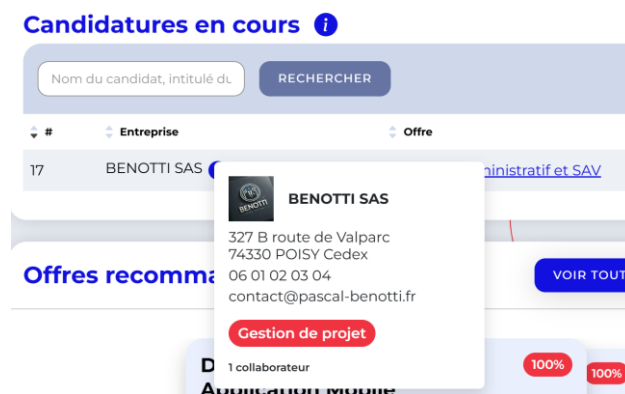 Candidatures en cours i
Nom du candidat, intitulé du
RECHERCHER
# Entreprise Offre
17 BENOTTI SAS ministratif et SAV
BENOTTI
BENOTTI SAS
327 B route de Valparc
74330 POISY Cedex
06 01 02 03 04
contact@pascal-benotti.fr
Gestion de projet
1 collaborateur
Offres recomma
VOIR TOUT
D
100%
100%
Application Mobile